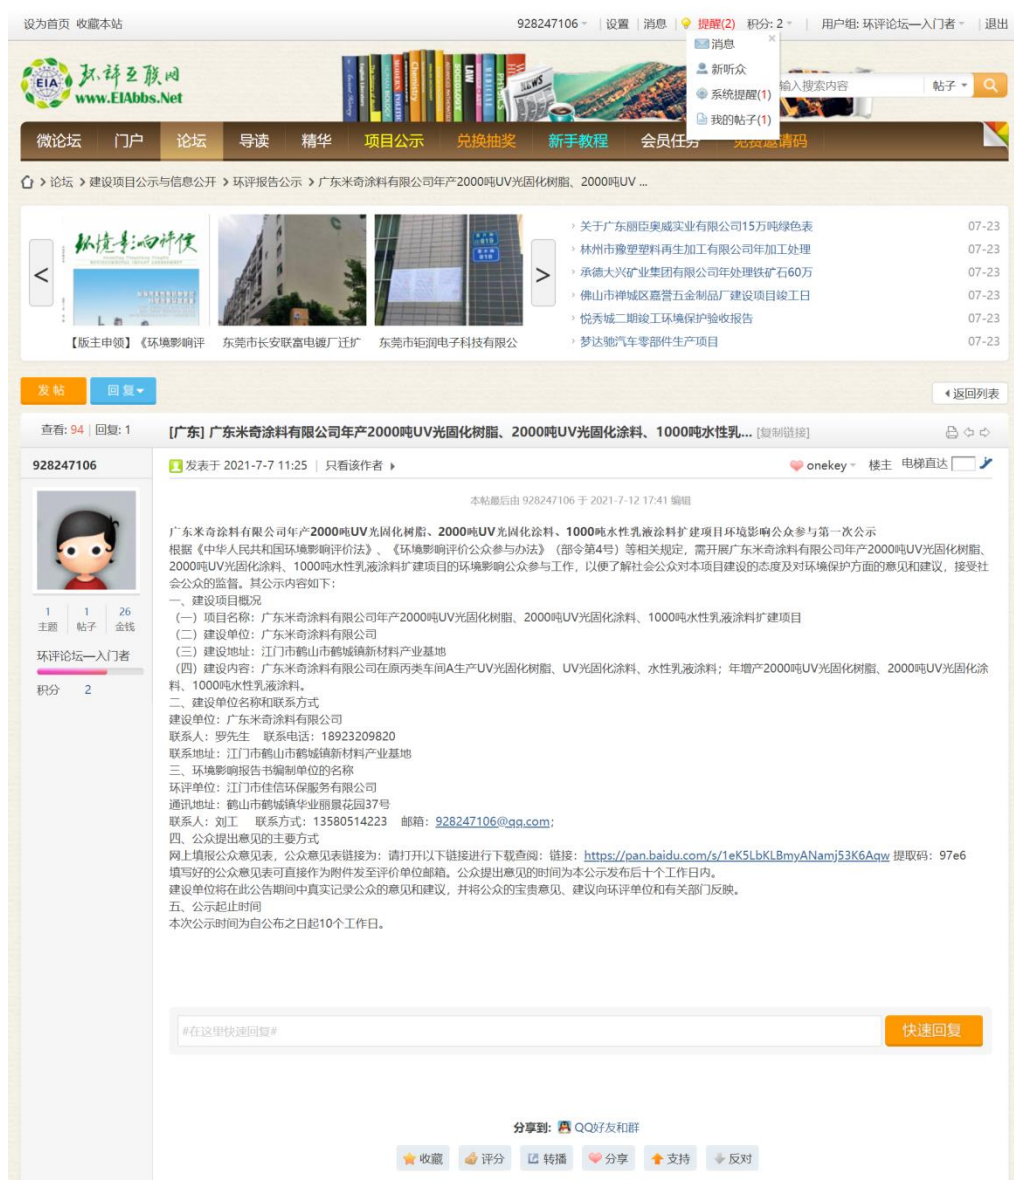 设为首页 收藏本站
928247106 设置 消息 提醒(2) 积分: 2 用户组: 环评论坛—入门者 退出
消息
新听众
系统提醒(1)
我的帖子(1)
EIA 环评互联网
www.EIAbbs.Net
NEWS
输入搜索内容 帖子
微论坛 门户 论坛 导读 精华 项目公示 兑换抽奖 新手教程 会员任务 免费邀请码
论坛 › 建设项目公示与信息公开 › 环评报告公示 › 广东米奇涂料有限公司年产2000吨UV光固化树脂、2000吨UV ...
环境影响评价
【版主申领】《环境影响评
东莞市长安联富电镀厂迁扩
东莞市钜润电子科技有限公
关于广东丽臣奥威实业有限公司15万吨绿色表 07-23
林州市豫塑塑料再生加工有限公司年加工处理 07-23
承德大兴矿业集团有限公司年处理铁矿石60万 07-23
佛山市禅城区嘉誉五金制品厂建设项目竣工日 07-23
悦秀城二期竣工环境保护验收报告 07-23
梦达驰汽车零部件生产项目 07-23
发帖 回复 返回列表
查看: 94 回复: 1
[广东] 广东米奇涂料有限公司年产2000吨UV光固化树脂、2000吨UV光固化涂料、1000吨水性乳... [复制链接]
928247106
发表于 2021-7-7 11:25 只看该作者
onekey 楼主 电梯直达
1 1 26
主题 帖子 金钱
环评论坛—入门者
积分 2
本帖最后由 928247106 于 2021-7-12 17:41 编辑
广东米奇涂料有限公司年产2000吨UV光固化树脂、2000吨UV光固化涂料、1000吨水性乳液涂料扩建项目环境影响公众参与第一次公示
根据《中华人民共和国环境影响评价法》、《环境影响评价公众参与办法》（部令第4号）等相关规定，需开展广东米奇涂料有限公司年产2000吨UV光固化树脂、
2000吨UV光固化涂料、1000吨水性乳液涂料扩建项目的环境影响公众参与工作，以便了解社会公众对本项目建设的态度及对环境保护方面的意见和建议，接受社
会公众的监督。其公示内容如下：
一、建设项目概况
（一）项目名称：广东米奇涂料有限公司年产2000吨UV光固化树脂、2000吨UV光固化涂料、1000吨水性乳液涂料扩建项目
（二）建设单位：广东米奇涂料有限公司
（三）建设地址：江门市鹤山市鹤城镇新材料产业基地
（四）建设内容：广东米奇涂料有限公司在原丙类车间A生产UV光固化树脂、UV光固化涂料、水性乳液涂料；年增产2000吨UV光固化树脂、2000吨UV光固化涂
料、1000吨水性乳液涂料。
二、建设单位名称和联系方式
建设单位：广东米奇涂料有限公司
联系人：罗先生 联系电话：18923209820
联系地址：江门市鹤山市鹤城镇新材料产业基地
三、环境影响报告书编制单位的名称
环评单位：江门市佳信环保服务有限公司
通讯地址：鹤山市鹤城镇华业丽景花园37号
联系人：刘工 联系方式：13580514223 邮箱：928247106@qq.com;
四、公众提出意见的主要方式
网上填报公众意见表，公众意见表链接为：请打开以下链接进行下载查阅：链接：https://pan.baidu.com/s/1eK5LbKLBmyANamj53K6Aqw 提取码：97e6
填写好的公众意见表可直接作为附件发至评价单位邮箱。公众提出意见的时间为本公示发布后十个工作日内。
建设单位将在此公告期间中真实记录公众的意见和建议，并将公众的宝贵意见、建议向环评单位和有关部门反映。
五、公示起止时间
本次公示时间为自公布之日起10个工作日。
#在这里快速回复#
快速回复
分享到: QQ好友和群
收藏 评分 转播 分享 支持 反对